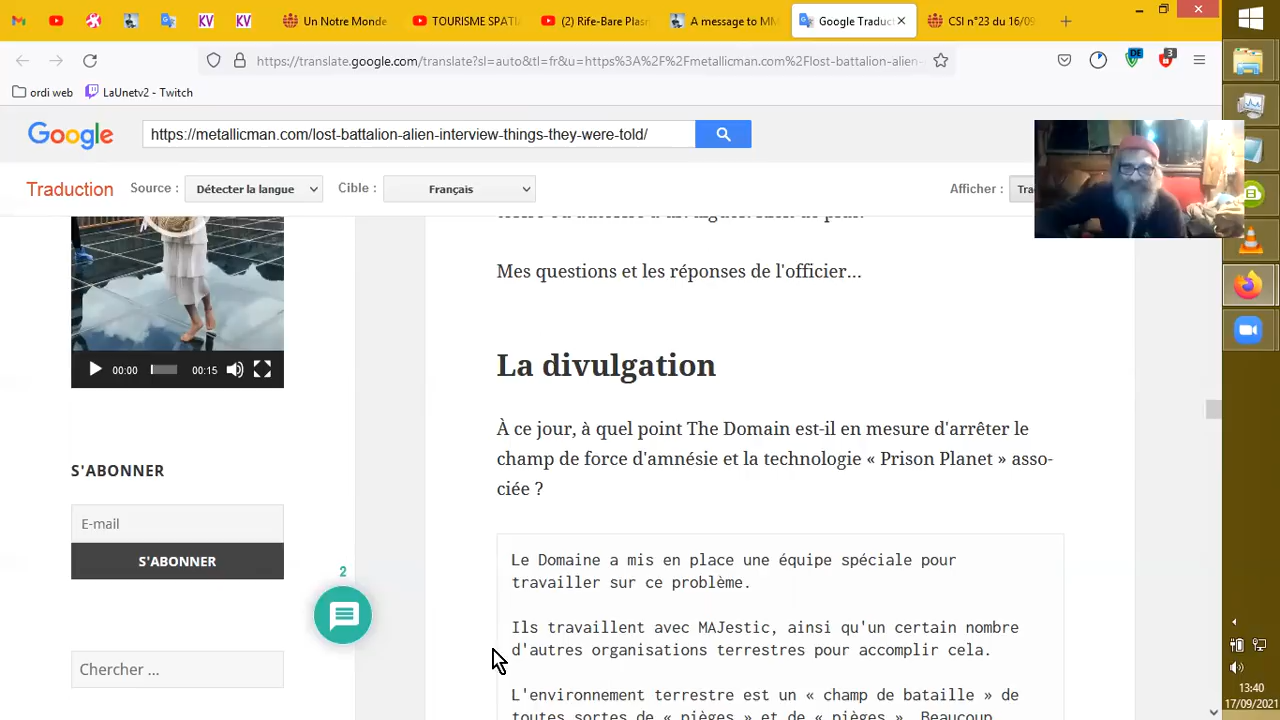 Un Notre Monde
TOURISME SPATI
(2) Rife-Bare Plasn
A message to MM
Google Traduct
CSI n°23 du 16/09
https://translate.google.com/translate?sl=auto&tl=fr&u=https%3A%2F%2Fmetallicman.com%2Flost-battalion-alien-
DE
3
ordi web
LaUnetv2 - Twitch
Google
https://metallicman.com/lost-battalion-alien-interview-things-they-were-told/
Traduction
Source :
Détecter la langue
Cible :
Français
Afficher :
Tra
Mes questions et les réponses de l'officier...
00:00
00:15
La divulgation
À ce jour, à quel point The Domain est-il en mesure d'arrêter le
champ de force d'amnésie et la technologie « Prison Planet » asso-
ciée ?
S'ABONNER
E-mail
S'ABONNER
2
Chercher ...
Le Domaine a mis en place une équipe spéciale pour
travailler sur ce problème.
Ils travaillent avec MAJestic, ainsi qu'un certain nombre
d'autres organisations terrestres pour accomplir cela.
L'environnement terrestre est un « champ de bataille » de
toutes sortes de « pièges » et de « pièges ». Beaucoup
13:40
17/09/2021